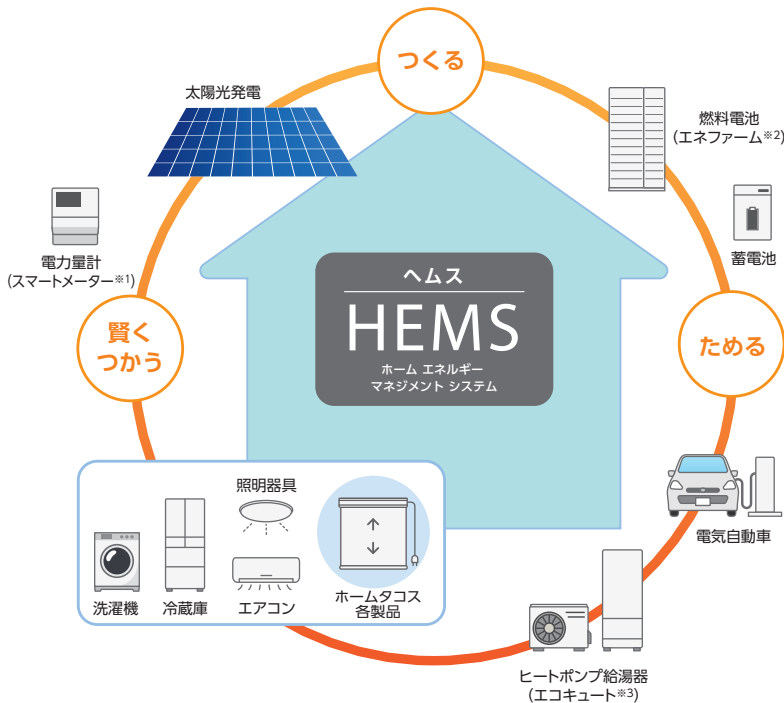 つくる
太陽光発電
燃料電池
(エネファーム※2)
電力量計
(スマートメーター※1)
蓄電池
ヘムス
HEMS
ホーム エネルギー
マネジメント システム
賢く
つかう
ためる
照明器具
洗濯機
冷蔵庫
エアコン
ホームタコス
各製品
電気自動車
ヒートポンプ給湯器
(エコキュート※3)